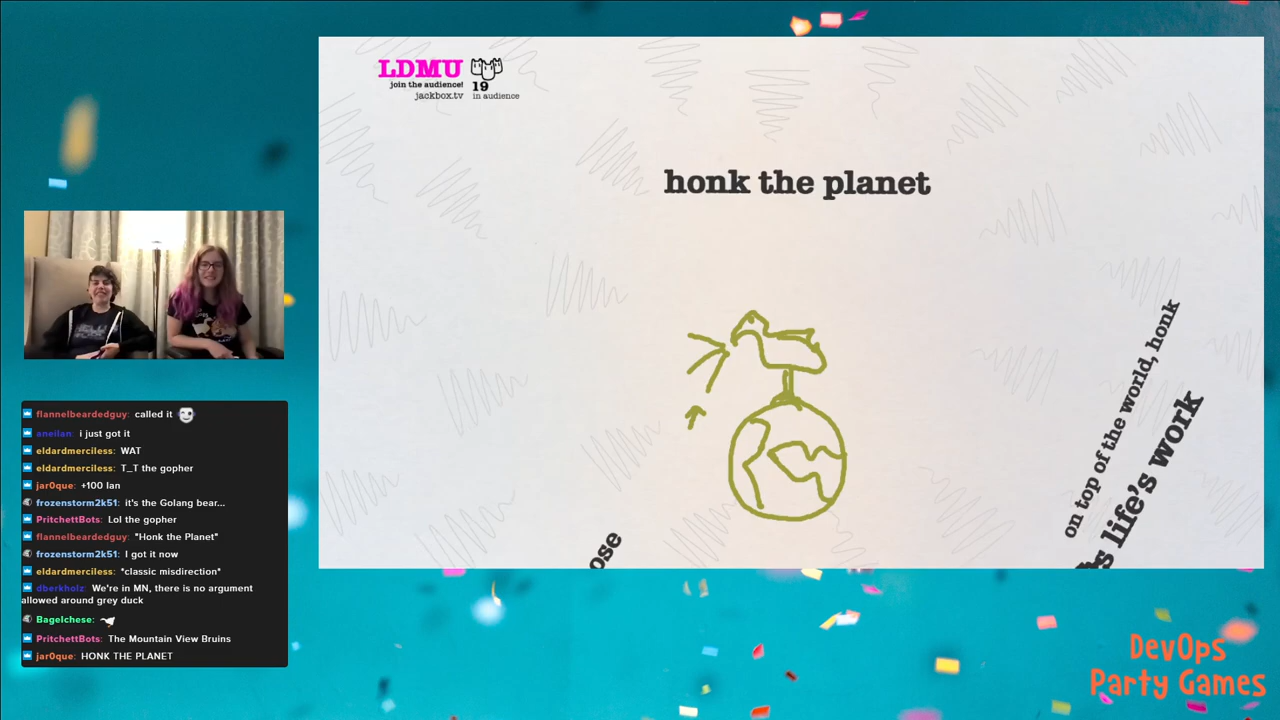 LDMU
join the audience!
jackbox.tv
19
in audience
honk the planet
on top of the world, honk
life's work
ose
flannelbeardedguy: called it
aneilan: i just got it
eldardmerciless: WAT
eldardmerciless: T_T the gopher
jar0que: +100 Ian
frozenstorm2k51: it's the Golang bear...
PritchettBots: Lol the gopher
flannelbeardedguy: "Honk the Planet"
frozenstorm2k51: I got it now
eldardmerciless: *classic misdirection*
dberkholz: We're in MN, there is no argument
allowed around grey duck
Bagelchese:
PritchettBots: The Mountain View Bruins
jar0que: HONK THE PLANET
DevOps
Party Games